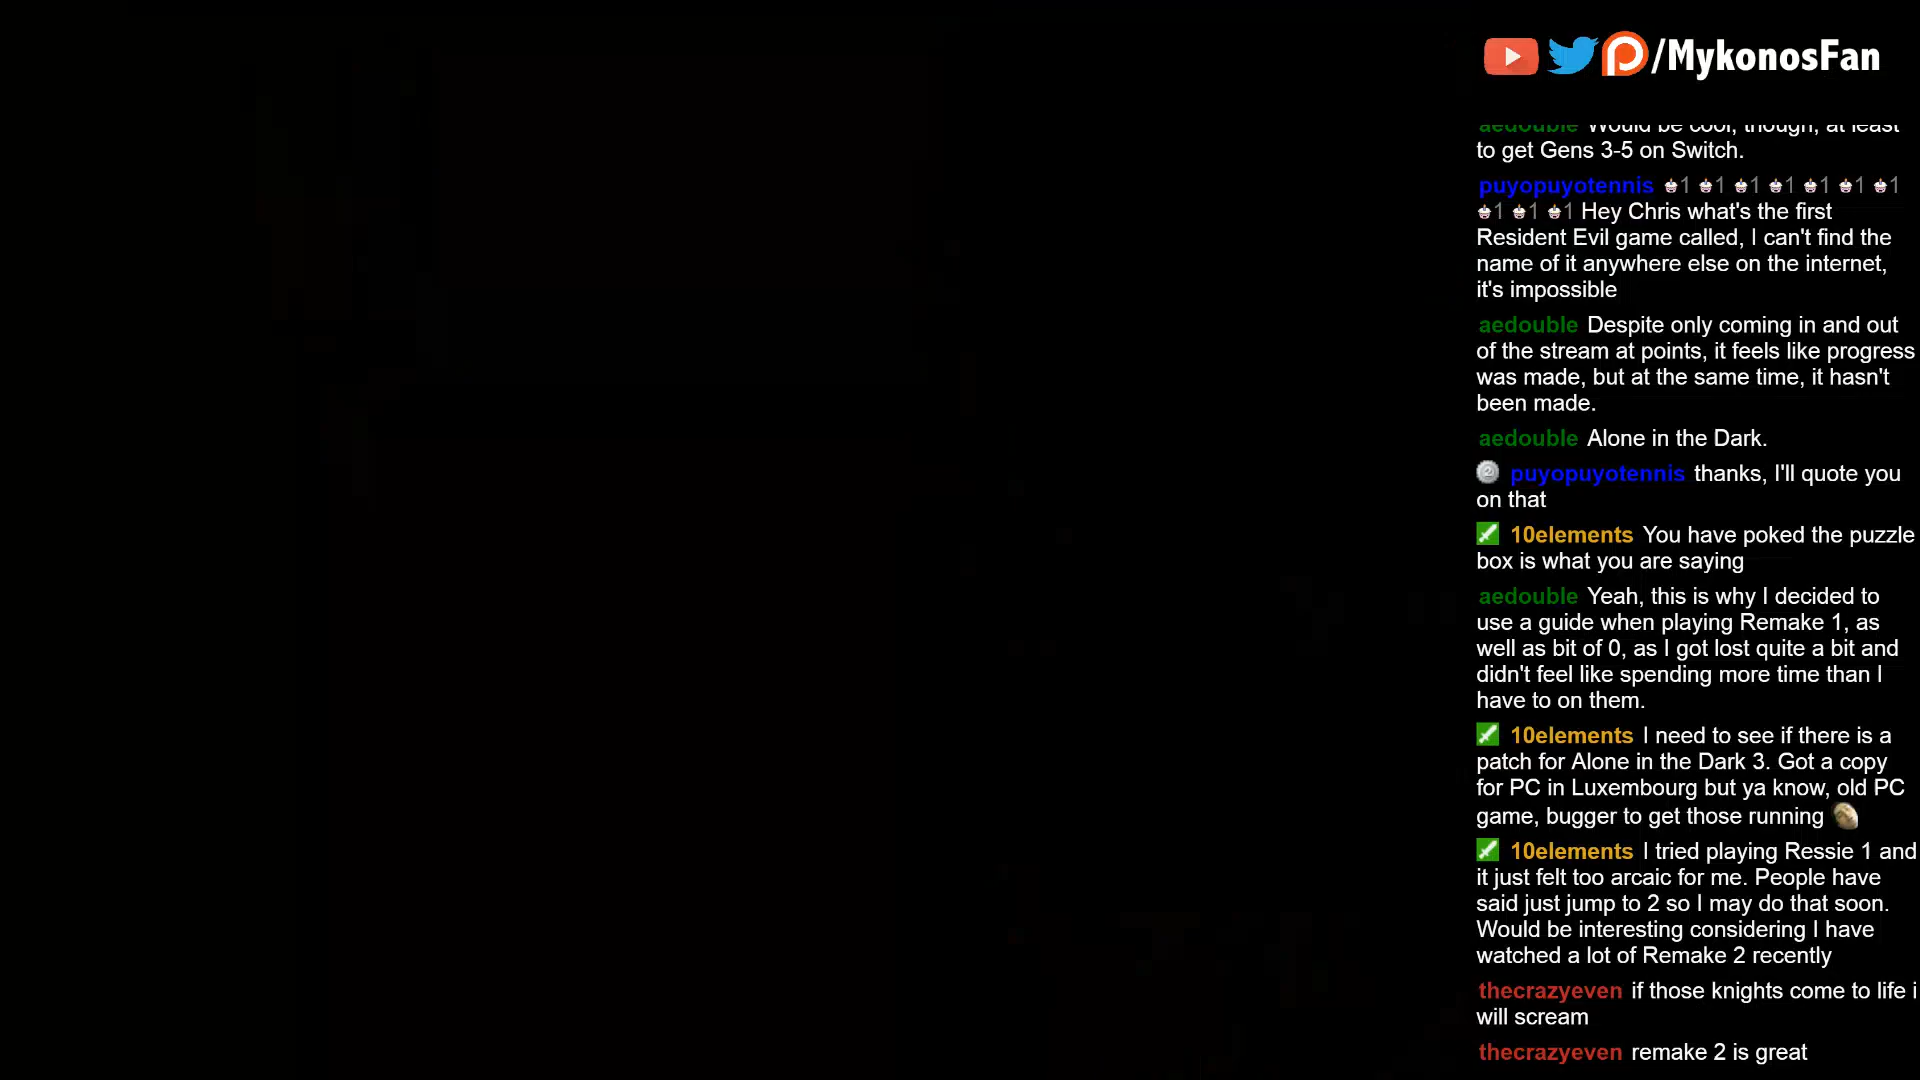 /MykonosFan
aedouble Would be cool, though, at least
to get Gens 3-5 on Switch.
puyopuyotennis 1 1 1 1 1 1 1
1 1 1 Hey Chris what's the first
Resident Evil game called, I can't find the
name of it anywhere else on the internet,
it's impossible
aedouble Despite only coming in and out
of the stream at points, it feels like progress
was made, but at the same time, it hasn't
been made.
aedouble Alone in the Dark.
2 puyopuyotennis thanks, I'll quote you
on that
10elements You have poked the puzzle
box is what you are saying
aedouble Yeah, this is why I decided to
use a guide when playing Remake 1, as
well as bit of 0, as I got lost quite a bit and
didn't feel like spending more time than I
have to on them.
10elements I need to see if there is a
patch for Alone in the Dark 3. Got a copy
for PC in Luxembourg but ya know, old PC
game, bugger to get those running
10elements I tried playing Ressie 1 and
it just felt too arcaic for me. People have
said just jump to 2 so I may do that soon.
Would be interesting considering I have
watched a lot of Remake 2 recently
thecrazyeven if those knights come to life i
will scream
thecrazyeven remake 2 is great